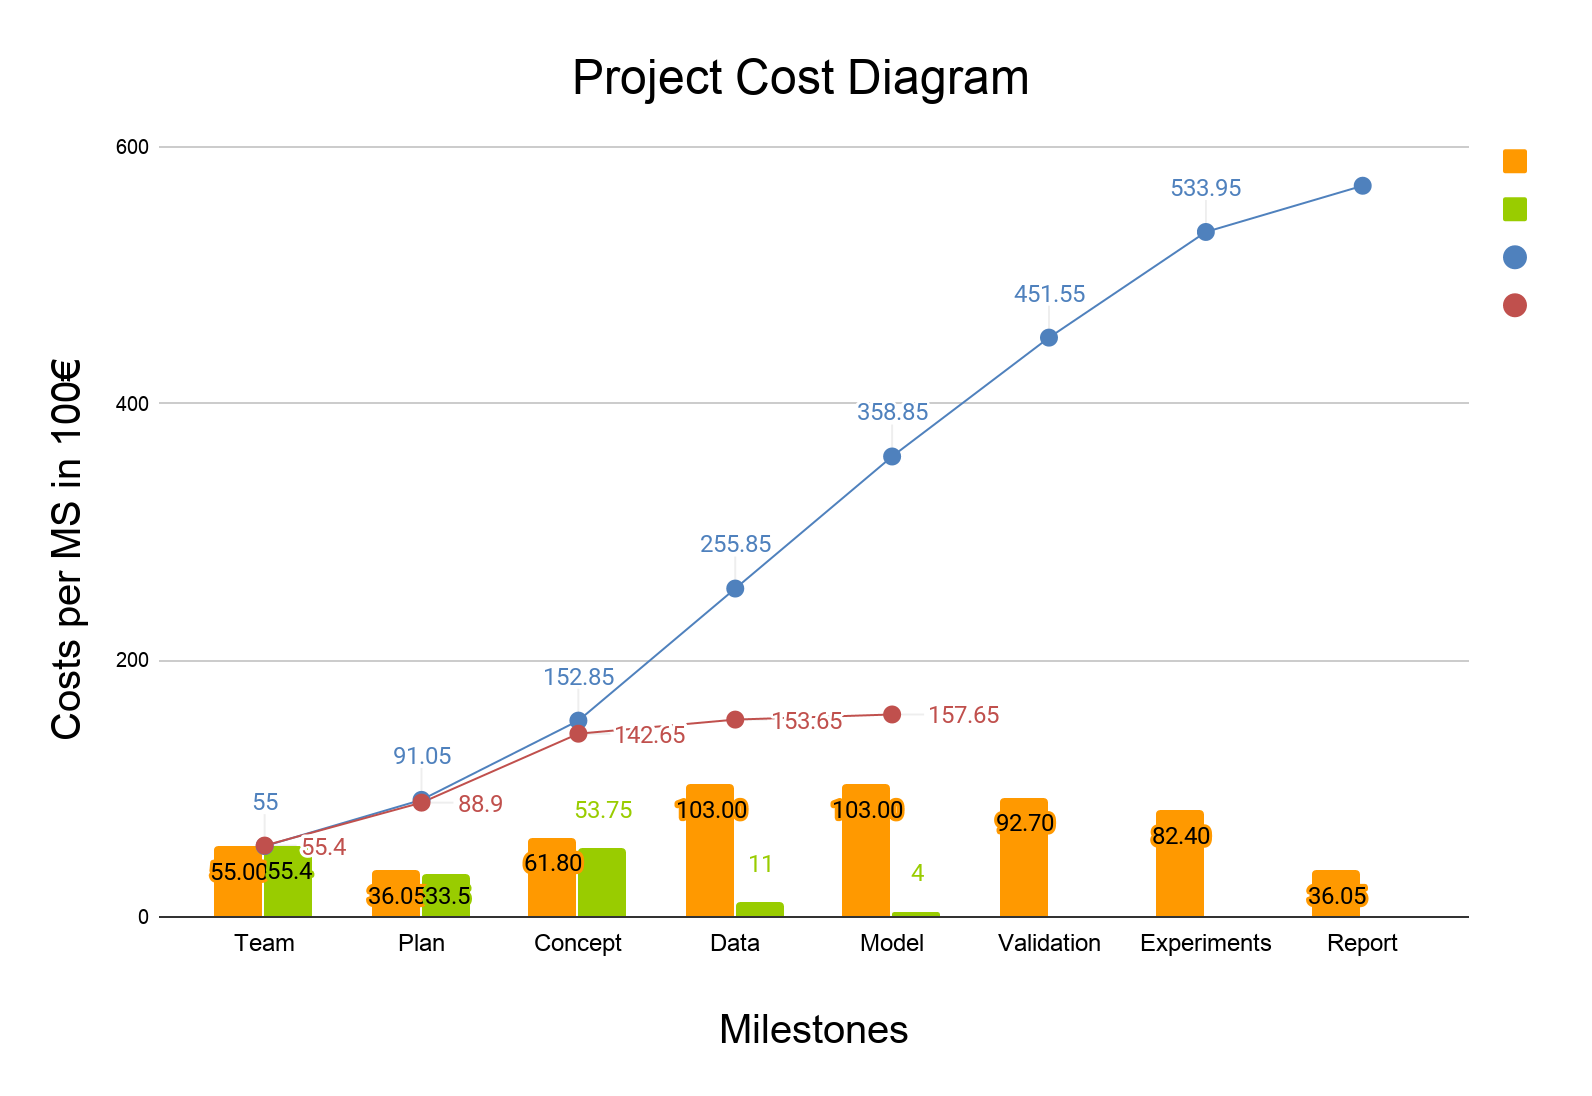 Project Cost Diagram
Costs per MS in 100€
600
400
200
0
55
91.05
152.85
255.85
358.85
451.55
533.95
55.4
88.9
142.65
153.65
157.65
55.00
55.4
36.05
33.5
61.80
53.75
103.00
11
103.00
4
92.70
82.40
36.05
Team
Plan
Concept
Data
Model
Validation
Experiments
Report
Milestones